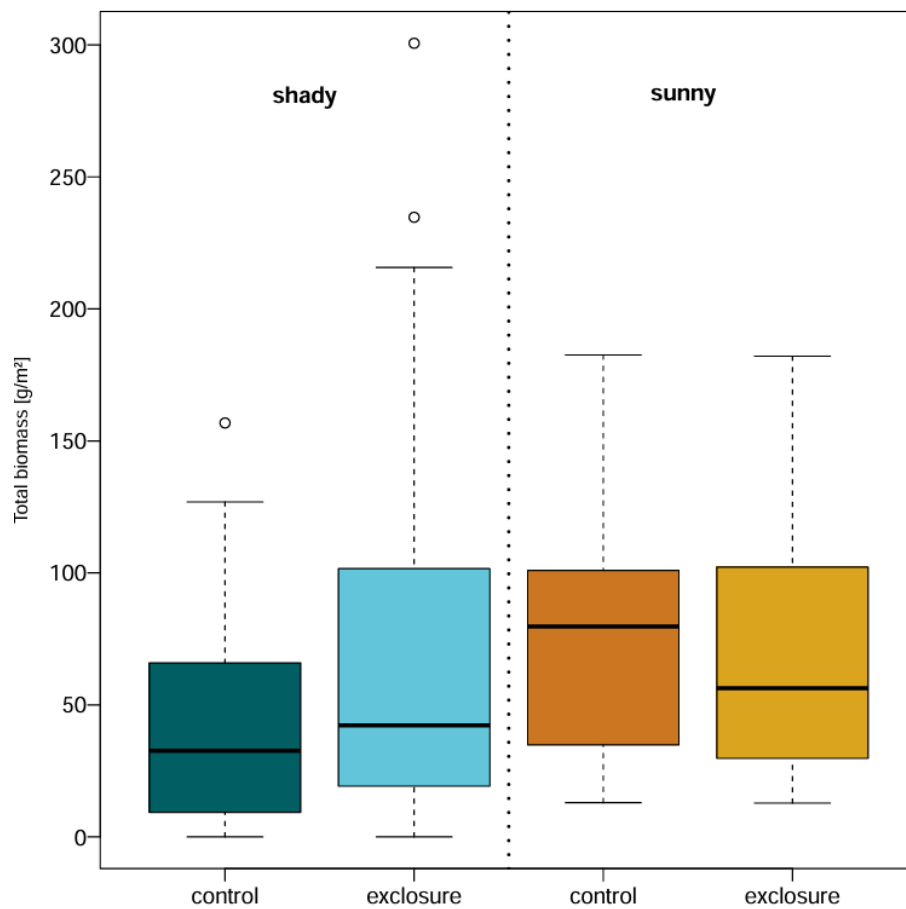 300
shady
sunny
250
200
150
100
50
0
Total biomass [g/m²]
control
exclosure
control
exclosure